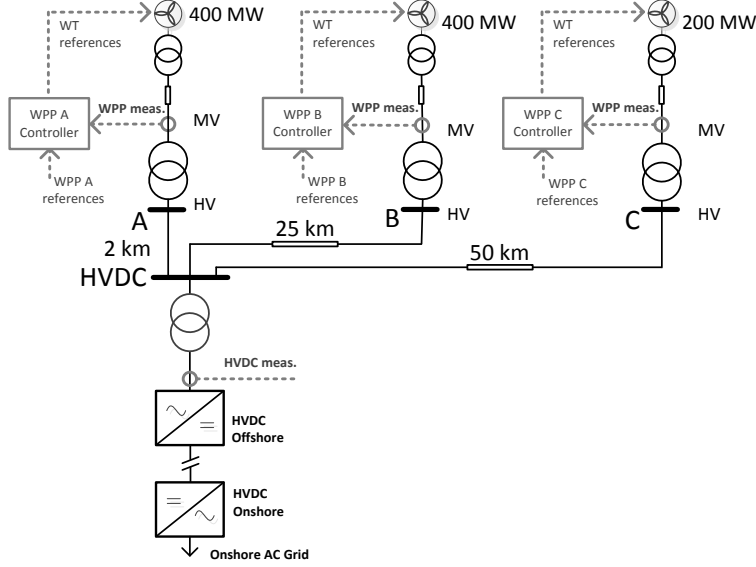 400 MW
WT
references
WPP A
Controller
WPP meas.
MV
WPP A
references
HV
A
2 km
400 MW
WT
references
WPP B
Controller
WPP meas.
MV
WPP B
references
HV
B
25 km
200 MW
WT
references
WPP C
Controller
WPP meas.
MV
WPP C
references
HV
C
50 km
HVDC
HVDC meas.
HVDC
Offshore
HVDC
Onshore
Onshore AC Grid